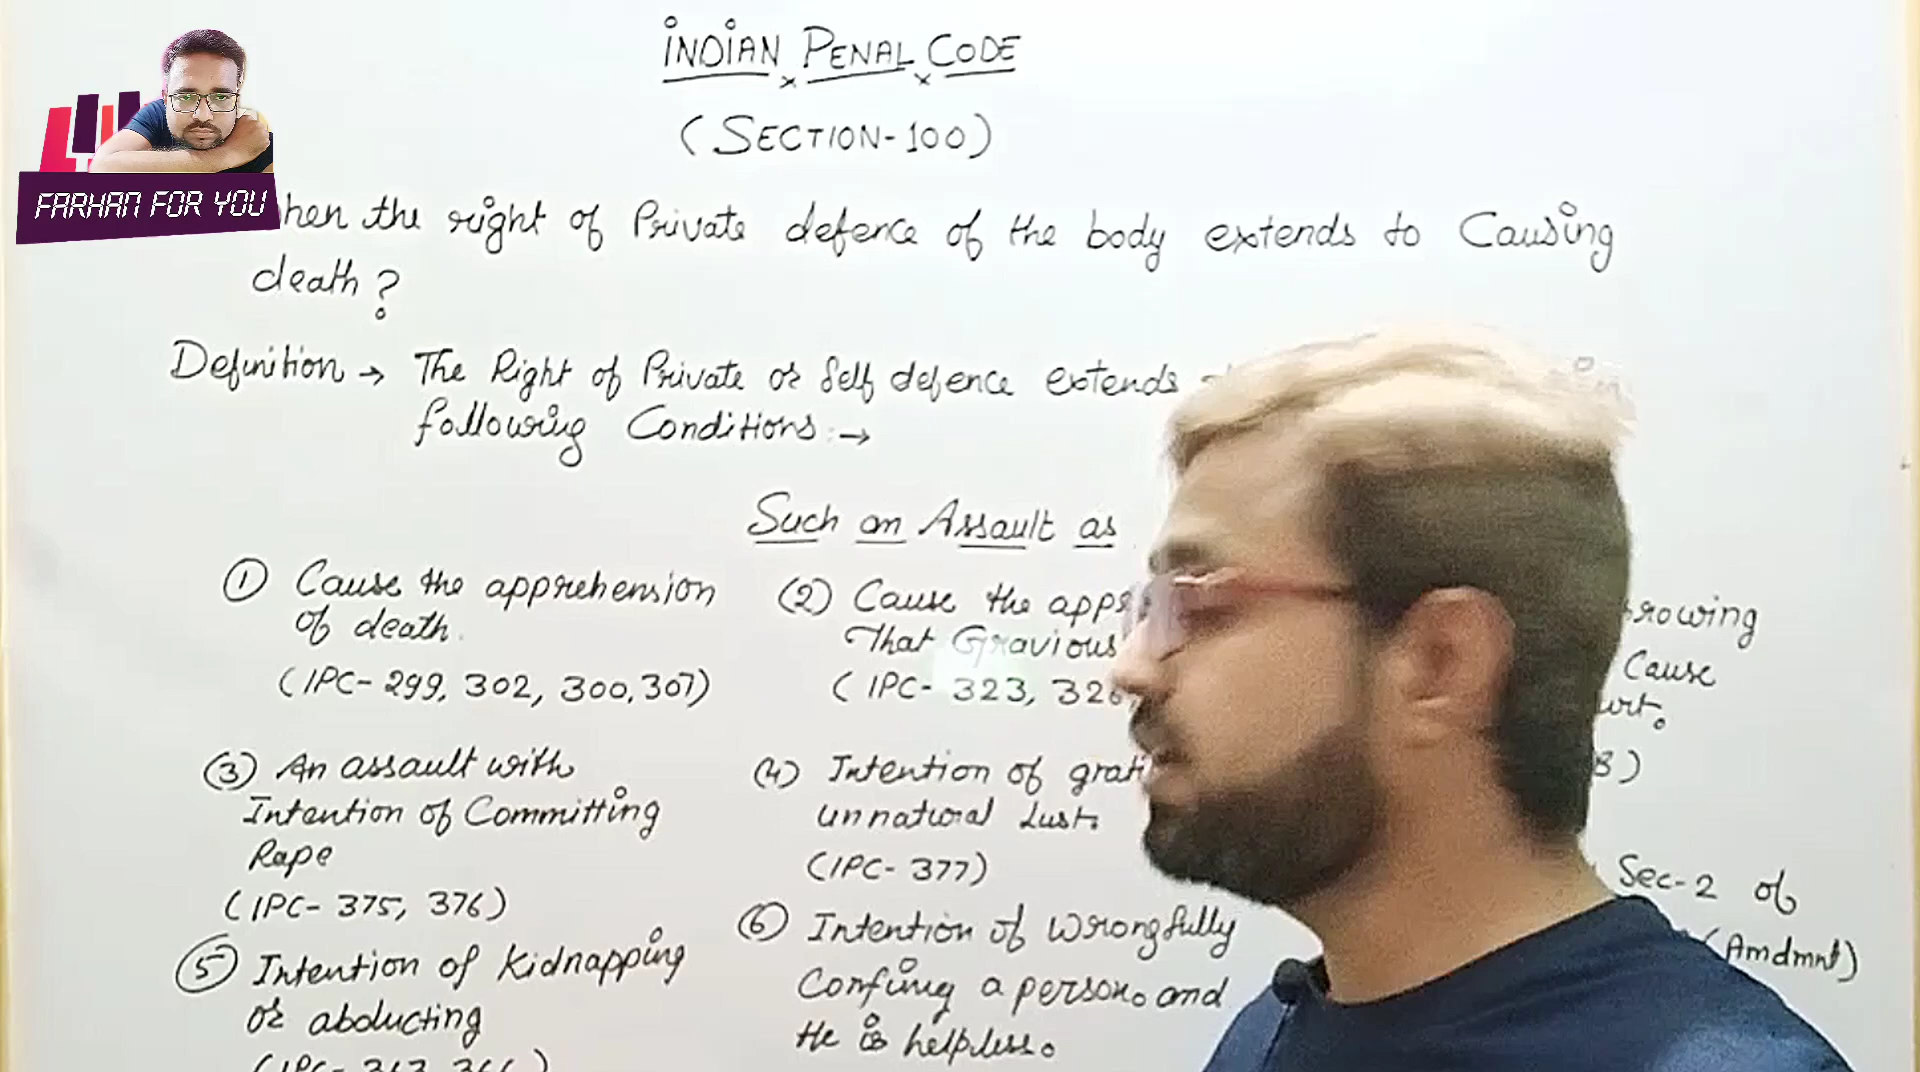 INDIAN PENAL CODE
(SECTION-100)
FARHAN FOR YOU
hen the right of Private defence of the body extends to Causing
death?
Definition → The Right of Private or Self defence extends
following Conditions :→
Such an Assault as
① Cause the apprehension
of death.
(IPC- 299, 302, 300, 307)
(2) Cause the
That Gravious
(IPC- 323, 326
rowing
Cause
urt.
(3) An assault with
Intention of Committing
Rape
(IPC- 375, 376)
(4) Intention of
unnatural Lust.
(IPC- 377)
Sec-2 of
(Amdmnt)
⑤ Intention of Kidnapping
or abducting
⑥ Intention of Wrongfully
Confining a person. and
He is helpless.